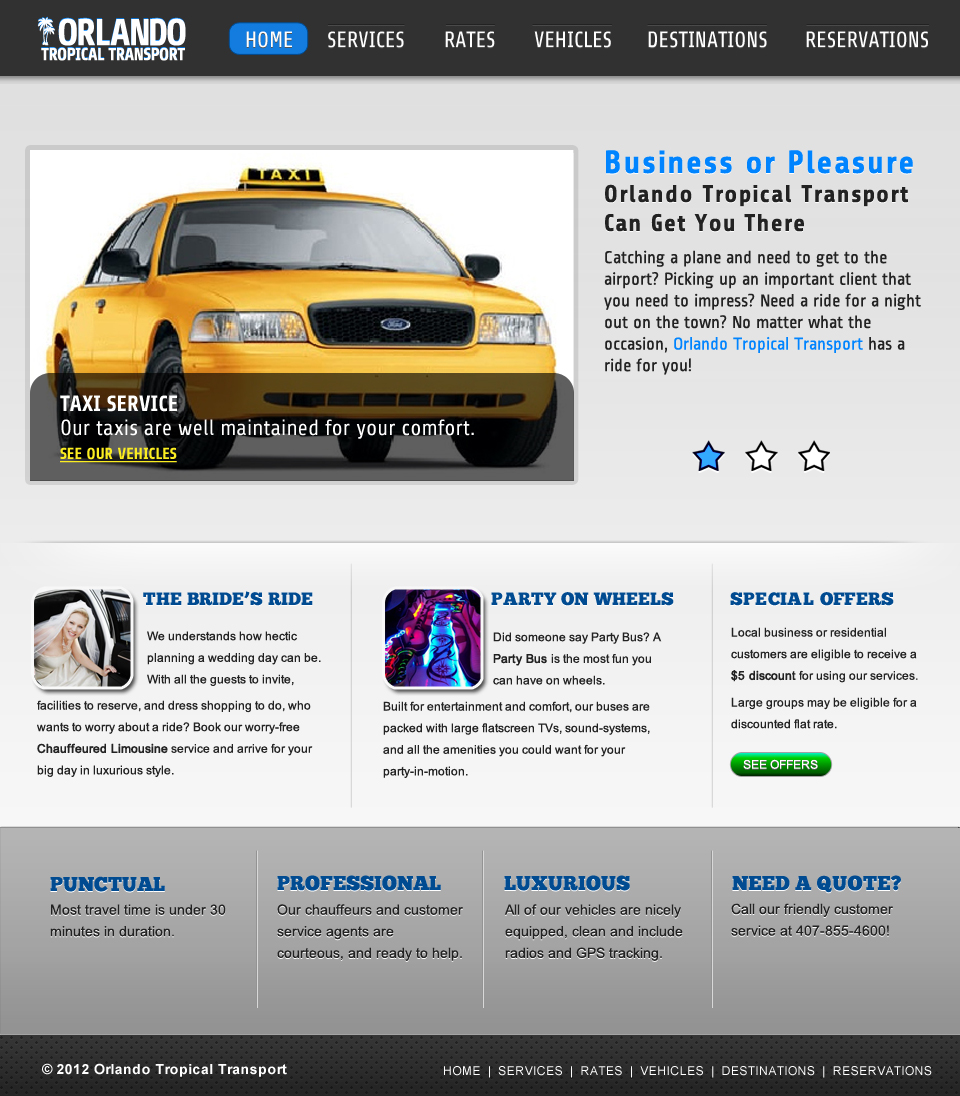 ORLANDO
TROPICAL TRANSPORT
HOME SERVICES RATES VEHICLES DESTINATIONS RESERVATIONS
TAXI
Ford
TAXI SERVICE
Our taxis are well maintained for your comfort.
SEE OUR VEHICLES
Business or Pleasure
Orlando Tropical Transport
Can Get You There
Catching a plane and need to get to the
airport? Picking up an important client that
you need to impress? Need a ride for a night
out on the town? No matter what the
occasion, Orlando Tropical Transport has a
ride for you!
THE BRIDE'S RIDE
We understands how hectic
planning a wedding day can be.
With all the guests to invite,
facilities to reserve, and dress shopping to do, who
wants to worry about a ride? Book our worry-free
Chauffeured Limousine service and arrive for your
big day in luxurious style.
PARTY ON WHEELS
Did someone say Party Bus? A
Party Bus is the most fun you
can have on wheels.
Built for entertainment and comfort, our buses are
packed with large flatscreen TVs, sound-systems,
and all the amenities you could want for your
party-in-motion.
SPECIAL OFFERS
Local business or residential
customers are eligible to receive a
$5 discount for using our services.
Large groups may be eligible for a
discounted flat rate.
SEE OFFERS
PUNCTUAL
Most travel time is under 30
minutes in duration.
PROFESSIONAL
Our chauffeurs and customer
service agents are
courteous, and ready to help.
LUXURIOUS
All of our vehicles are nicely
equipped, clean and include
radios and GPS tracking.
NEED A QUOTE?
Call our friendly customer
service at 407-855-4600!
© 2012 Orlando Tropical Transport
HOME | SERVICES | RATES | VEHICLES | DESTINATIONS | RESERVATIONS